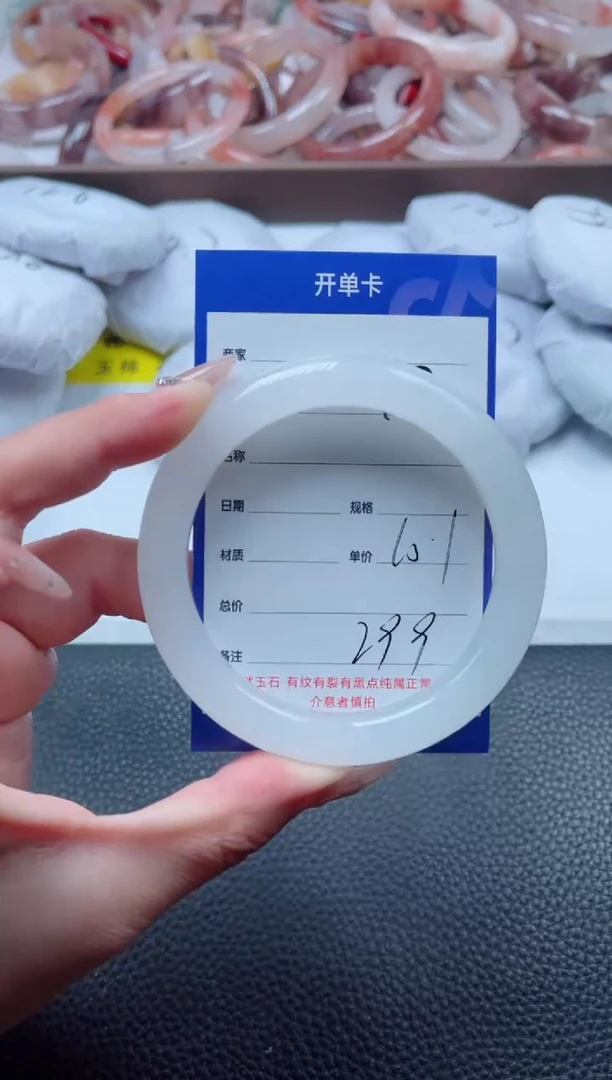 开单卡
商家
名称
日期 规格
材质 单价
总价
299
备注
然玉石 有纹有裂有黑点纯属正常
介意者慎拍
玉棉